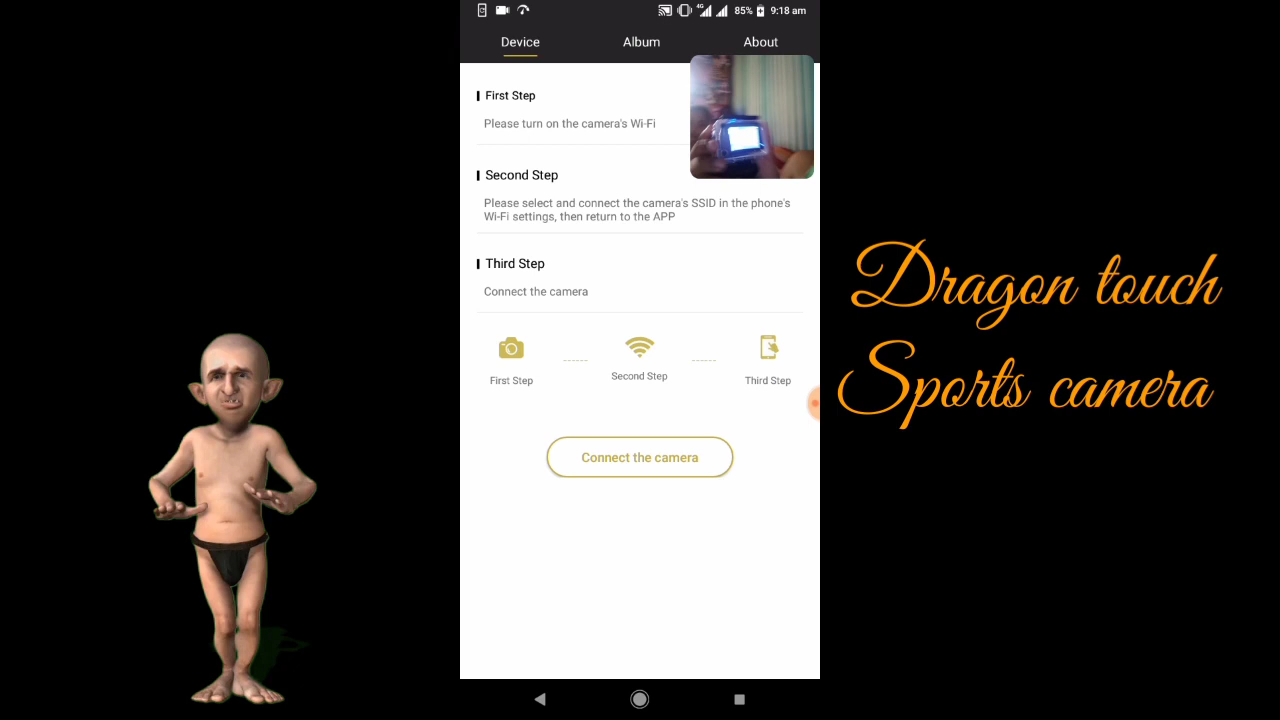 4G 85% 9:18 am
Device Album About
First Step
Please turn on the camera's Wi-Fi
Second Step
Please select and connect the camera's SSID in the phone's
Wi-Fi settings, then return to the APP
Third Step
Connect the camera
First Step Second Step Third Step
Connect the camera
Dragon touch
Sports camera